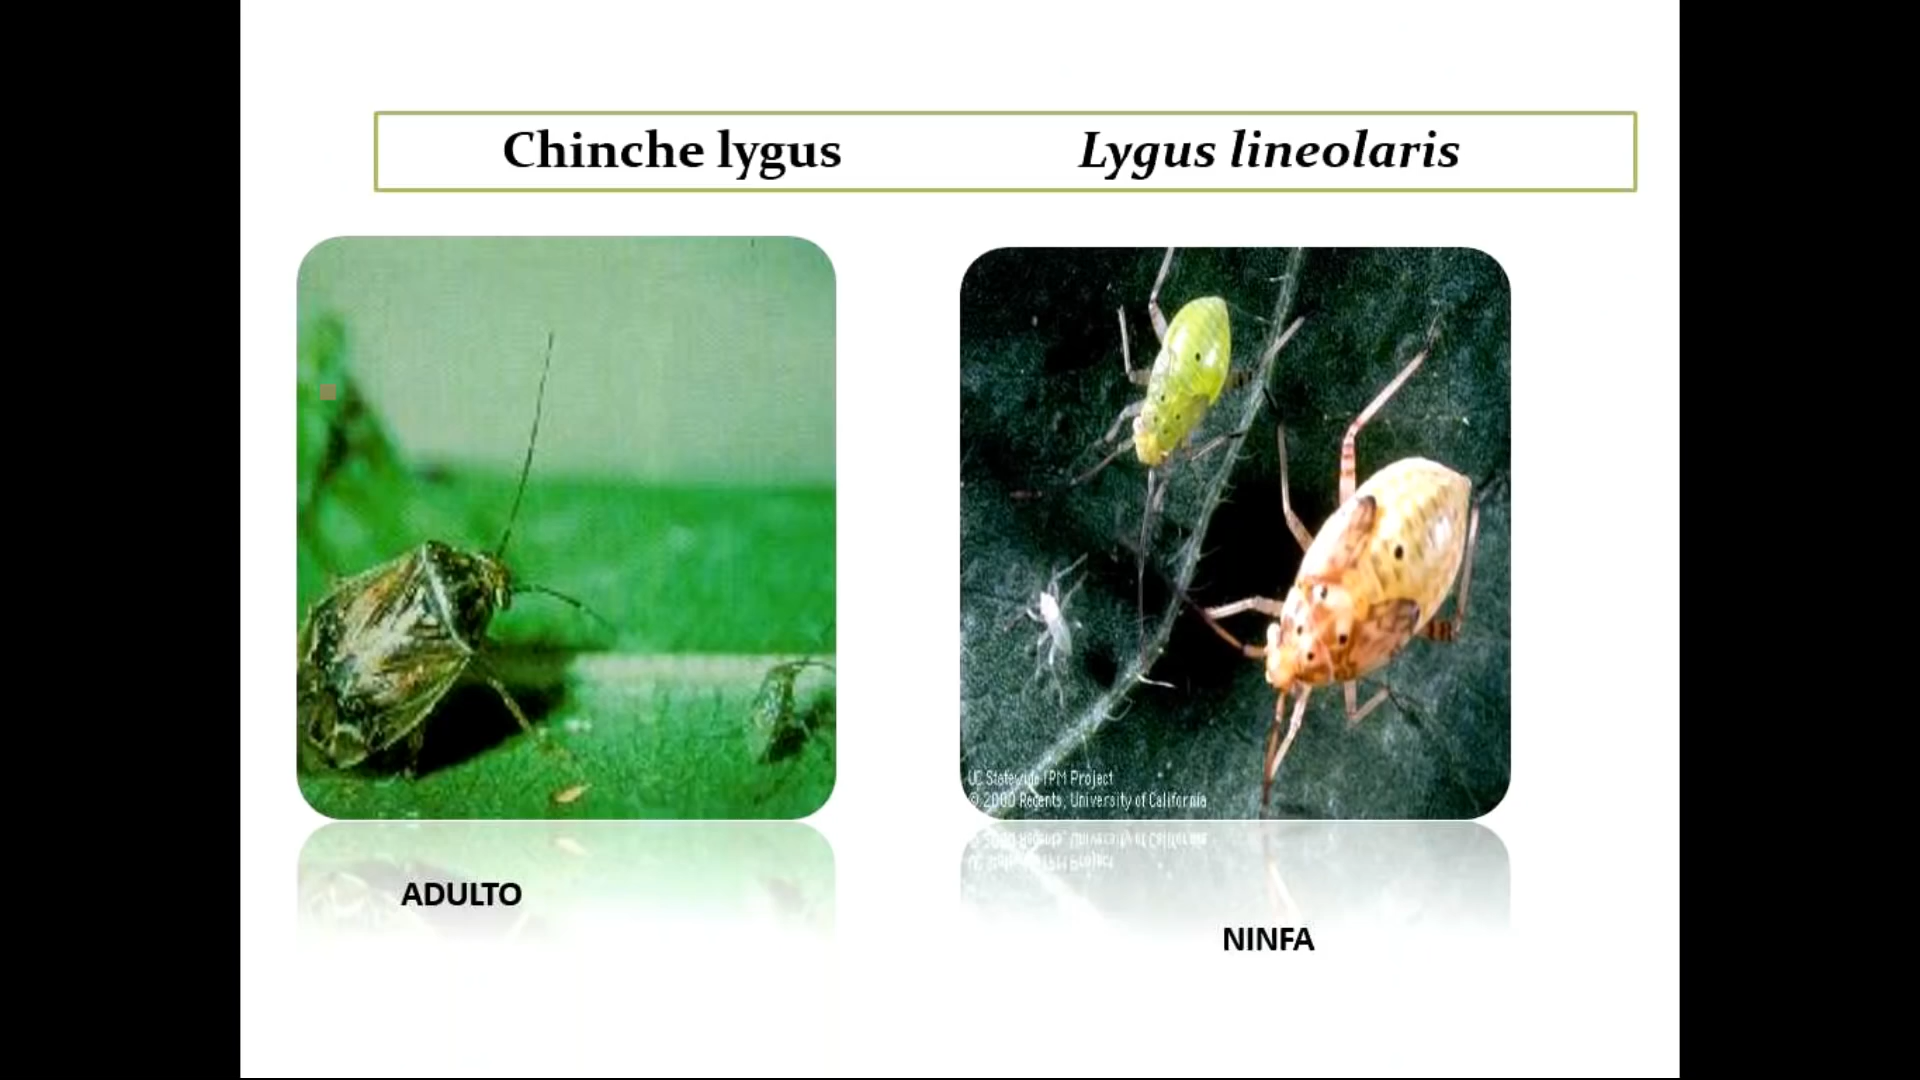 Chinche lygus Lygus lineolaris
UC Statewide IPM Project
© 2000 Regents, University of California
ADULTO
NINFA